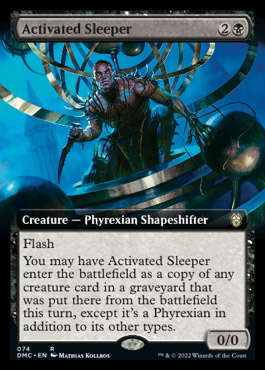 Activated Sleeper 2
Creature — Phyrexian Shapeshifter
Flash
You may have Activated Sleeper
enter the battlefield as a copy of any
creature card in a graveyard that
was put there from the battlefield
this turn, except it's a Phyrexian in
addition to its other types.
0/0
074 R
DMC • EN MATHIAS KOLLROS
™ & © 2022 Wizards of the Coast